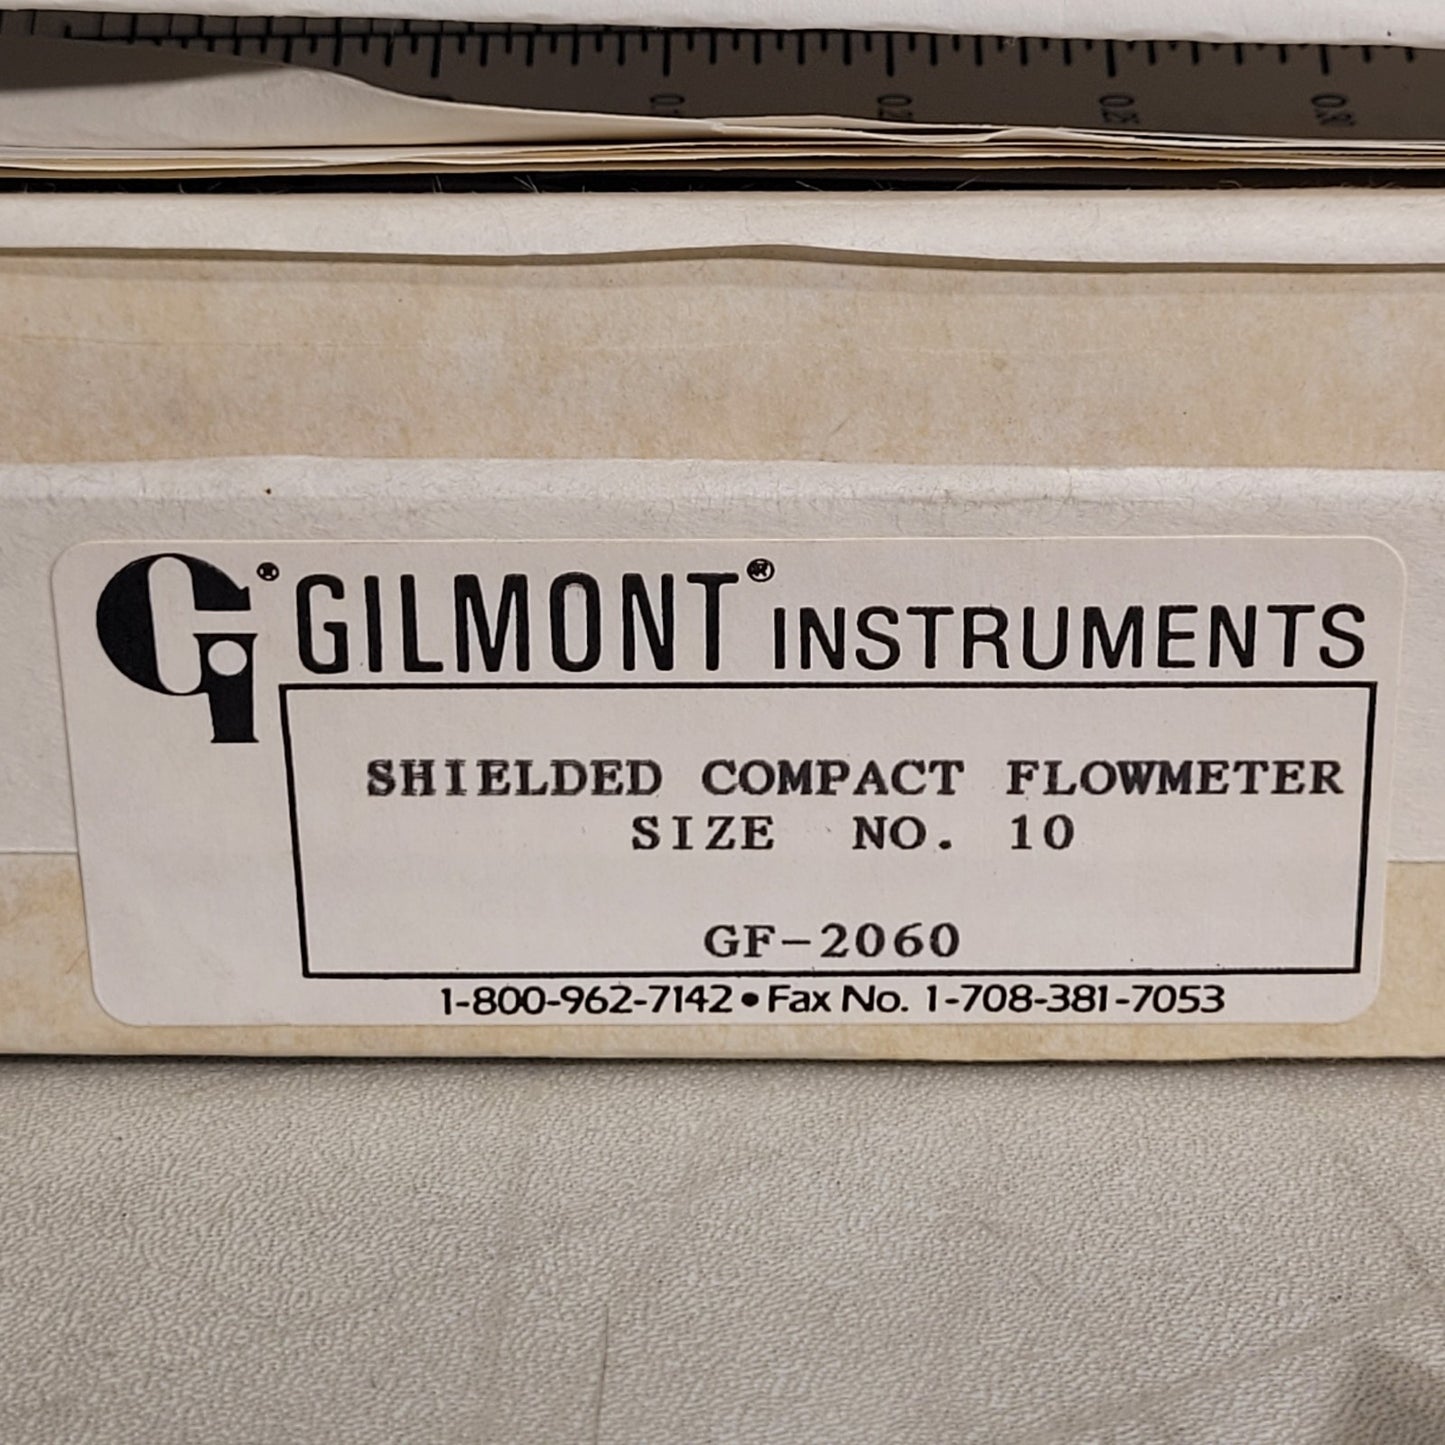 GILMONT® INSTRUMENTS
SHIELDED COMPACT FLOWMETER
SIZE NO. 10
GF-2060
1-800-962-7142 • Fax No. 1-708-381-7053